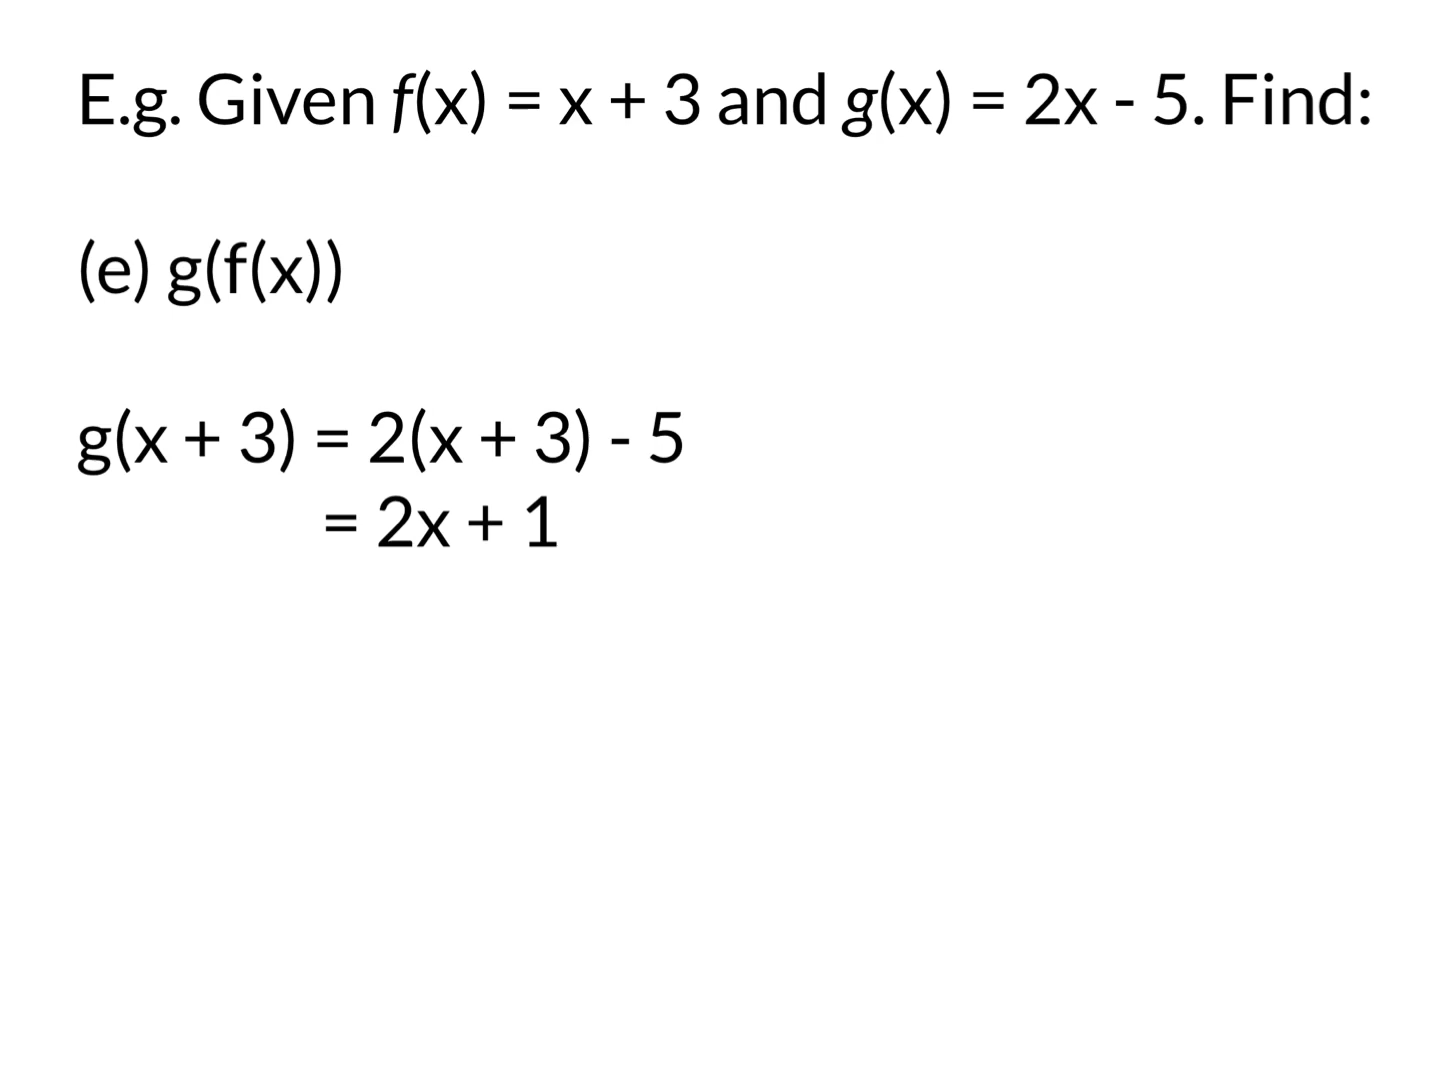 E.g. Given f(x) = x + 3 and g(x) = 2x - 5. Find:
(e) g(f(x))
g(x + 3) = 2(x + 3) - 5
= 2x + 1